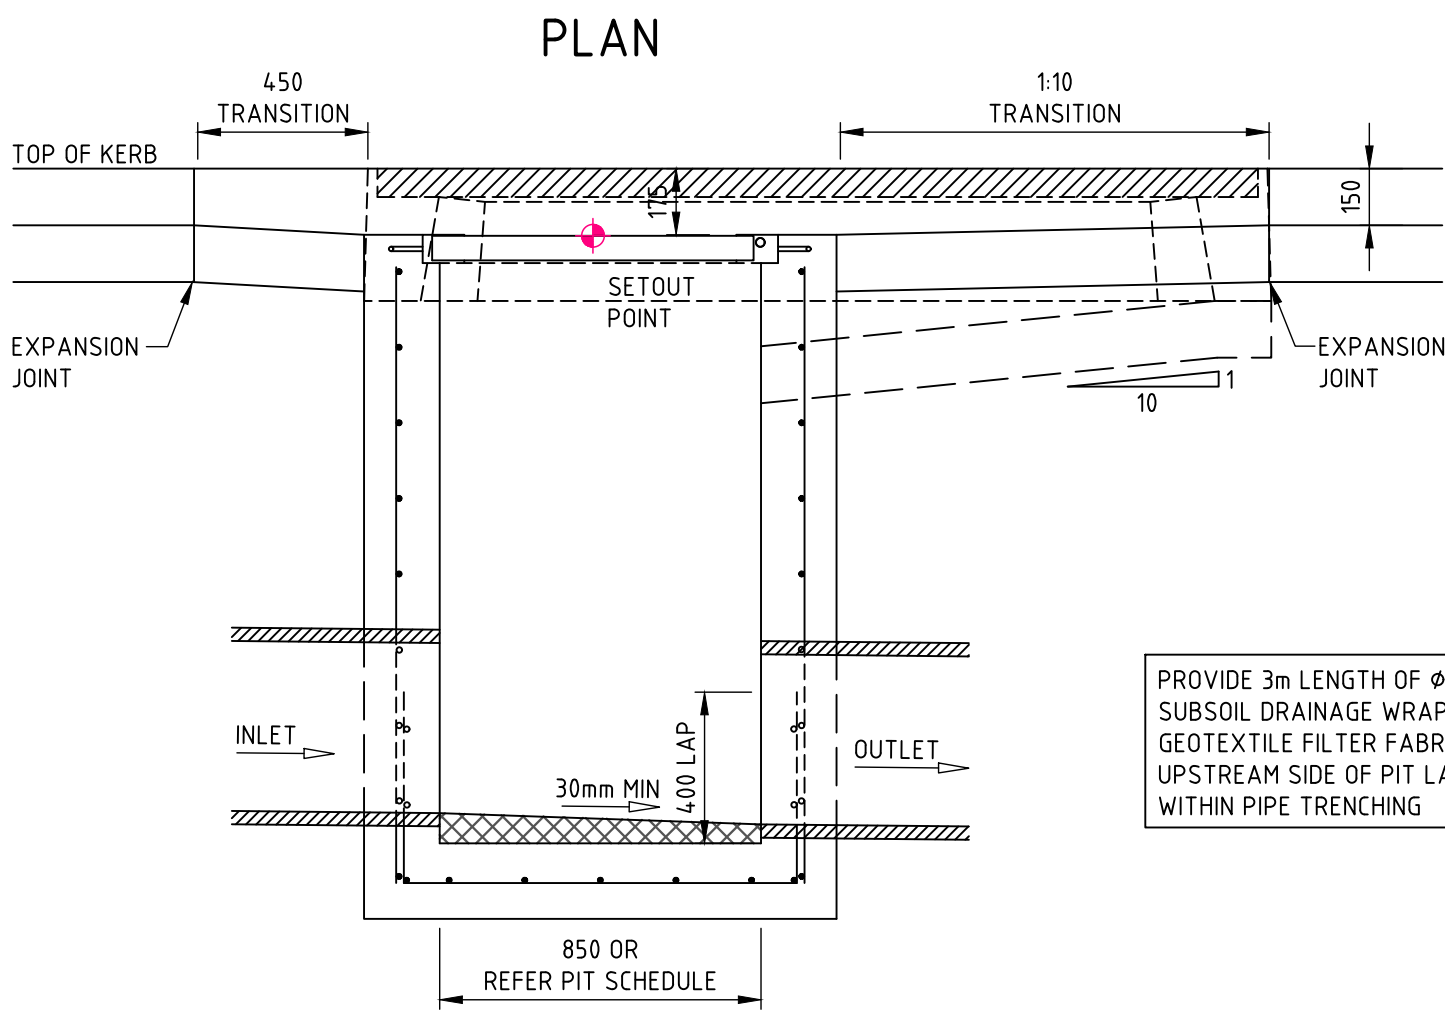 PLAN
450
TRANSITION
1:10
TRANSITION
TOP OF KERB
175
150
SETOUT
POINT
EXPANSION
JOINT
EXPANSION
JOINT
1
10
PROVIDE 3m LENGTH OF Ø
SUBSOIL DRAINAGE WRAP
GEOTEXTILE FILTER FABR
UPSTREAM SIDE OF PIT LA
WITHIN PIPE TRENCHING
INLET
OUTLET
30mm MIN
400 LAP
850 OR
REFER PIT SCHEDULE